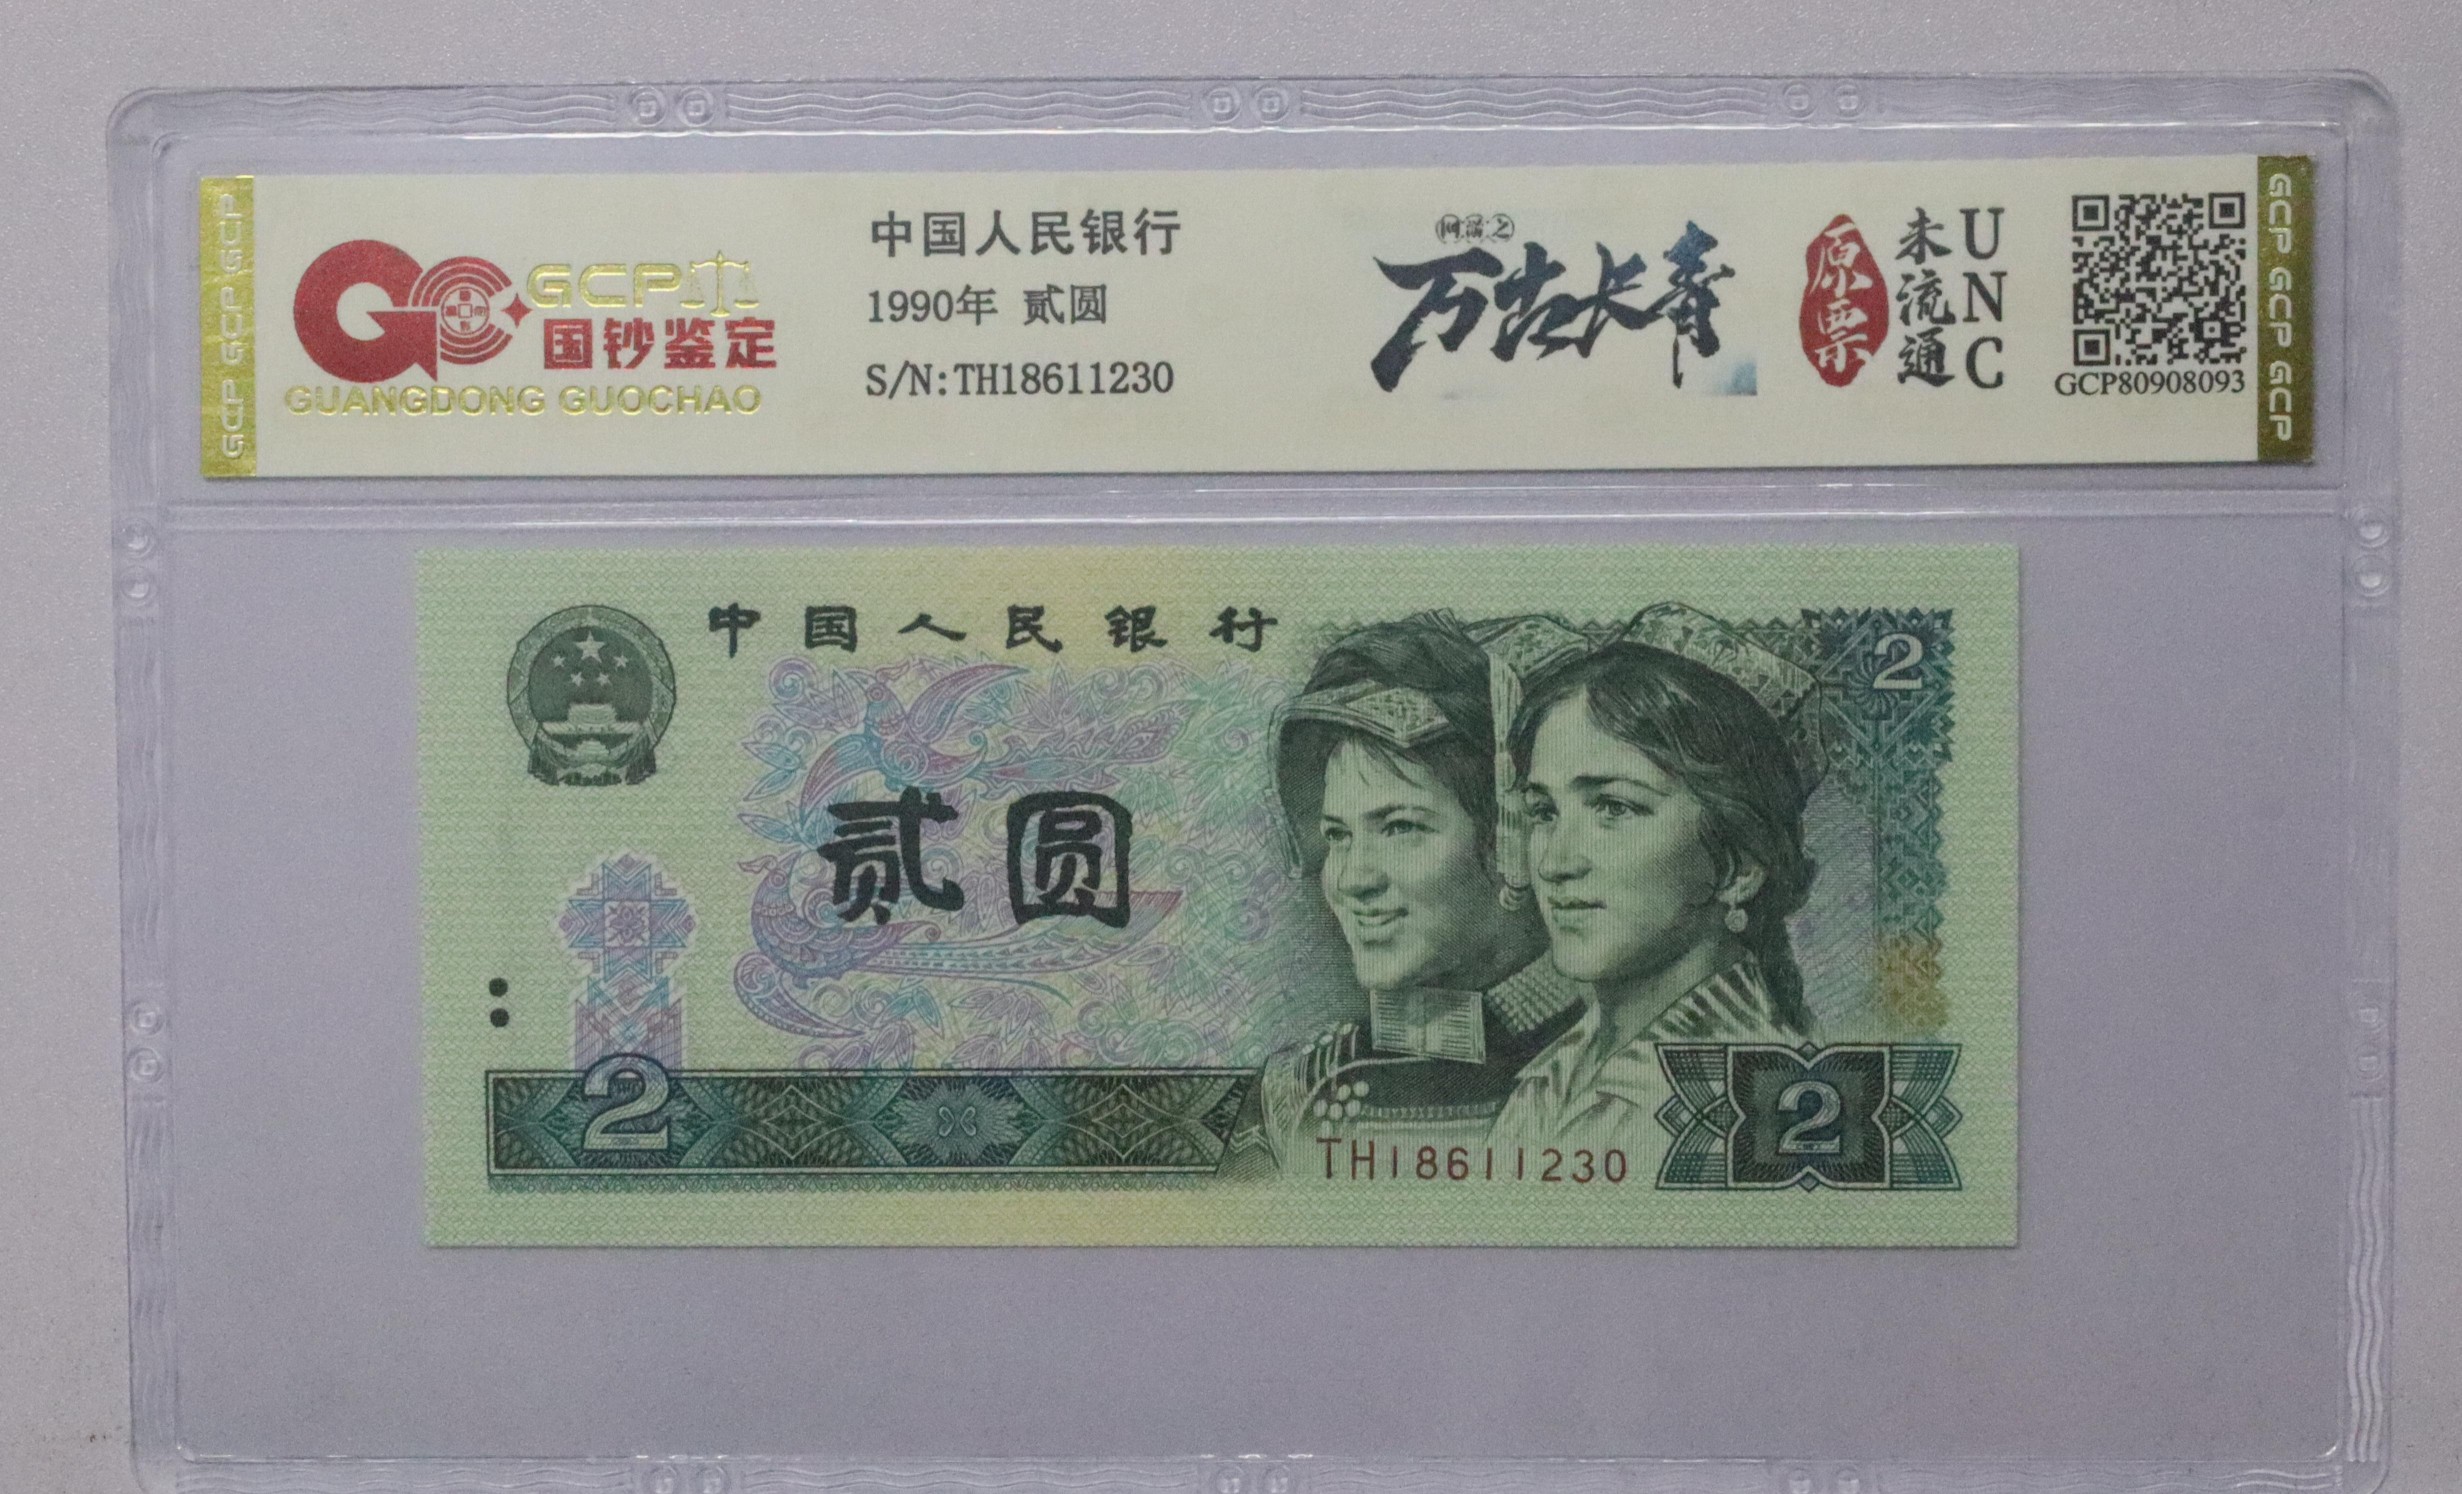 GCP GCP GCP
GCP
国钞鉴定
GUANGDONG GUOCHAO
中国人民银行
1990年 贰圆
S/N:TH18611230
万古长青
原票
未流通
UNC
GCP80908093
GCP GCP GCP
中国人民银行
2
贰圆
2
TH18611230
2